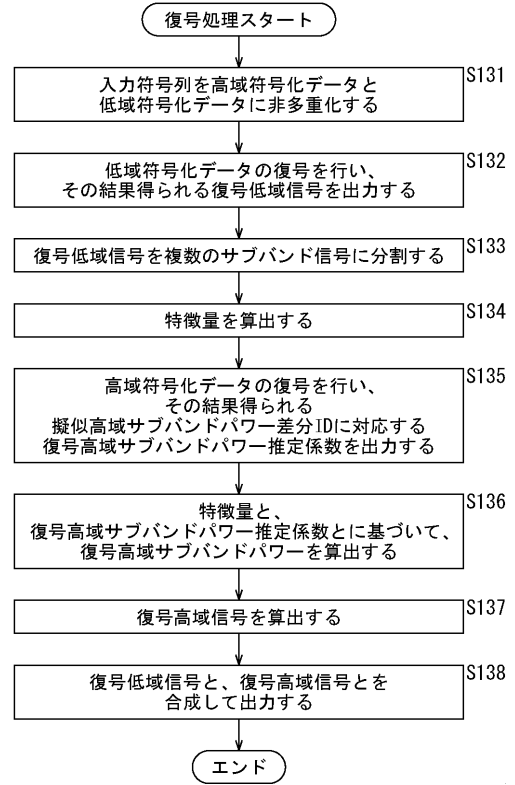 復号処理スタート
入力符号列を高域符号化データと
低域符号化データに非多重化する
S131
低域符号化データの復号を行い、
その結果得られる復号低域信号を出力する
S132
復号低域信号を複数のサブバンド信号に分割する
S133
特徴量を算出する
S134
高域符号化データの復号を行い、
その結果得られる
擬似高域サブバンドパワー差分IDに対応する
復号高域サブバンドパワー推定係数を出力する
S135
特徴量と、
復号高域サブバンドパワー推定係数とに基づいて、
復号高域サブバンドパワーを算出する
S136
復号高域信号を算出する
S137
復号低域信号と、復号高域信号とを
合成して出力する
S138
エンド